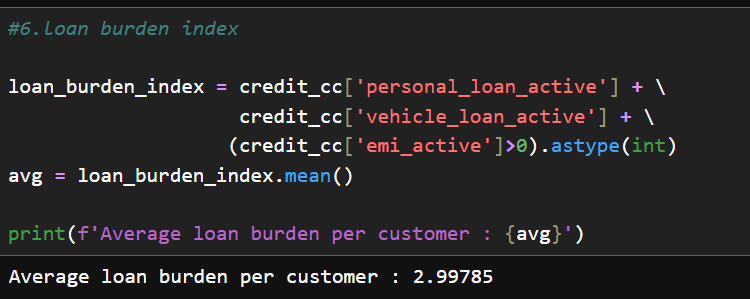 #6.loan burden index
loan_burden_index = credit_cc['personal_loan_active'] + \
credit_cc['vehicle_loan_active'] + \
(credit_cc['emi_active']>0).astype(int)
avg = loan_burden_index.mean()
print(f'Average loan burden per customer : {avg}')
Average loan burden per customer : 2.99785